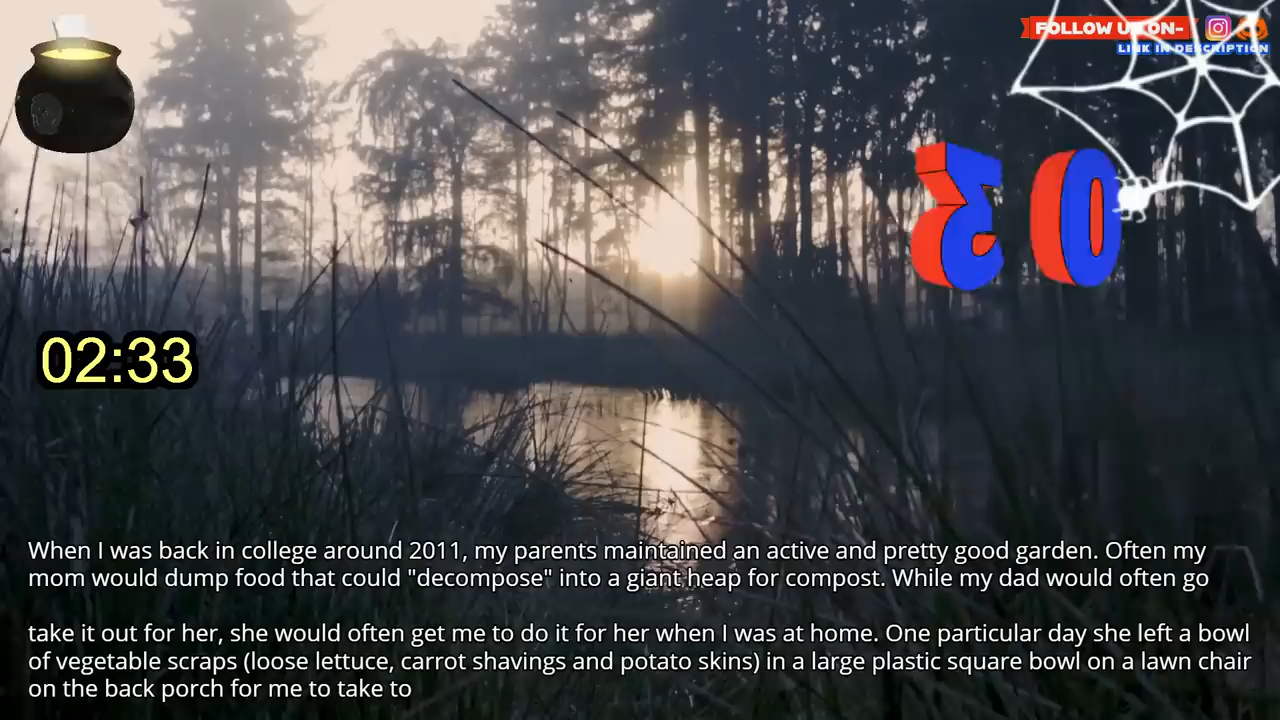 FOLLOW US ON-
LINK IN DESCRIPTION
30
02:33
When I was back in college around 2011, my parents maintained an active and pretty good garden. Often my
mom would dump food that could "decompose" into a giant heap for compost. While my dad would often go
take it out for her, she would often get me to do it for her when I was at home. One particular day she left a bowl
of vegetable scraps (loose lettuce, carrot shavings and potato skins) in a large plastic square bowl on a lawn chair
on the back porch for me to take to